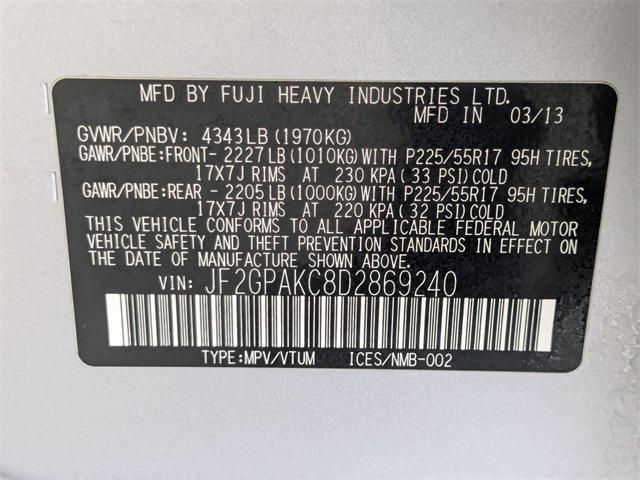 MFD BY FUJI HEAVY INDUSTRIES LTD.
MFD IN 03/13
GVWR/PNBV: 4343LB(1970KG)
GAWR/PNBE:FRONT- 2227LB(1010KG)WITH P225/55R17 95H TIRES,
17X7J RIMS AT 230 KPA(33 PSI)COLD
GAWR/PNBE:REAR - 2205LB(1000KG)WITH P225/55R17 95H TIRES,
17X7J RIMS AT 220 KPA(32 PSI)COLD
THIS VEHICLE CONFORMS TO ALL APPLICABLE FEDERAL MOTOR
VEHICLE SAFETY AND THEFT PREVENTION STANDARDS IN EFFECT ON
THE DATE OF MANUFACTURE SHOWN ABOVE.
VIN: JF2GPAKC8D2869240
TYPE:MPV/VTUM ICES/NMB-002